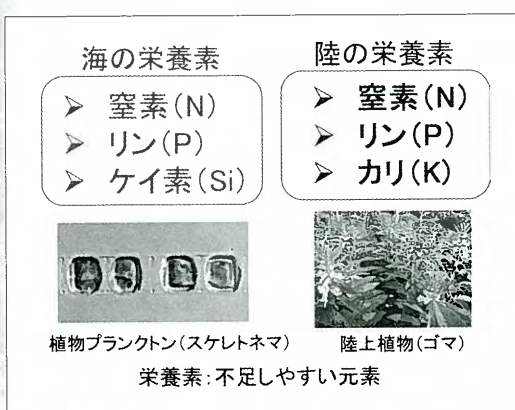 海の栄養素
➢ 窒素(N)
➢ リン(P)
➢ ケイ素(Si)
陸の栄養素
➢ 窒素(N)
➢ リン(P)
➢ カリ(K)
植物プランクトン(スケレトネマ)
陸上植物(ゴマ)
栄養素:不足しやすい元素